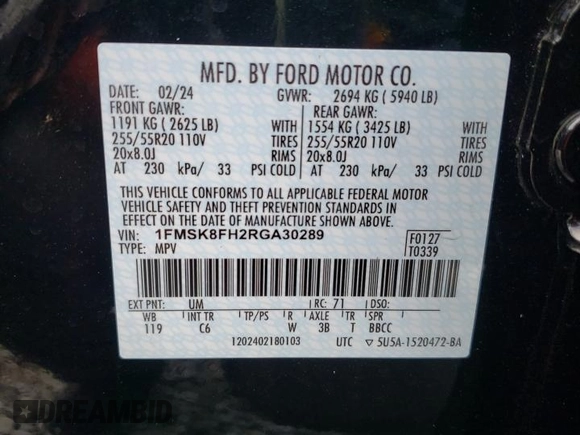 MFD. BY FORD MOTOR CO.
DATE: 02/24 GVWR: 2694 KG ( 5940 LB)
FRONT GAWR: REAR GAWR:
1191 KG ( 2625 LB) WITH 1554 KG ( 3425 LB) WITH
255/55R20 110V TIRES 255/55R20 110V TIRES
20x8.0J RIMS 20x8.0J RIMS
AT 230 kPa/ 33 PSI COLD AT 230 kPa/ 33 PSI COLD
THIS VEHICLE CONFORMS TO ALL APPLICABLE FEDERAL MOTOR
VEHICLE SAFETY AND THEFT PREVENTION STANDARDS IN
EFFECT ON THE DATE OF MANUFACTURE SHOWN ABOVE.
VIN: 1FMSK8FH2RGA30289 F0127
TYPE: MPV T0339
EXT PNT: UM RC: 71 DSO:
WB INT TR TP/PS R AXLE TR SPR
119 C6 W 3B T BBCC
I202402180103 UTC ▽ 5U5A-1520472-BA
DREAMBID